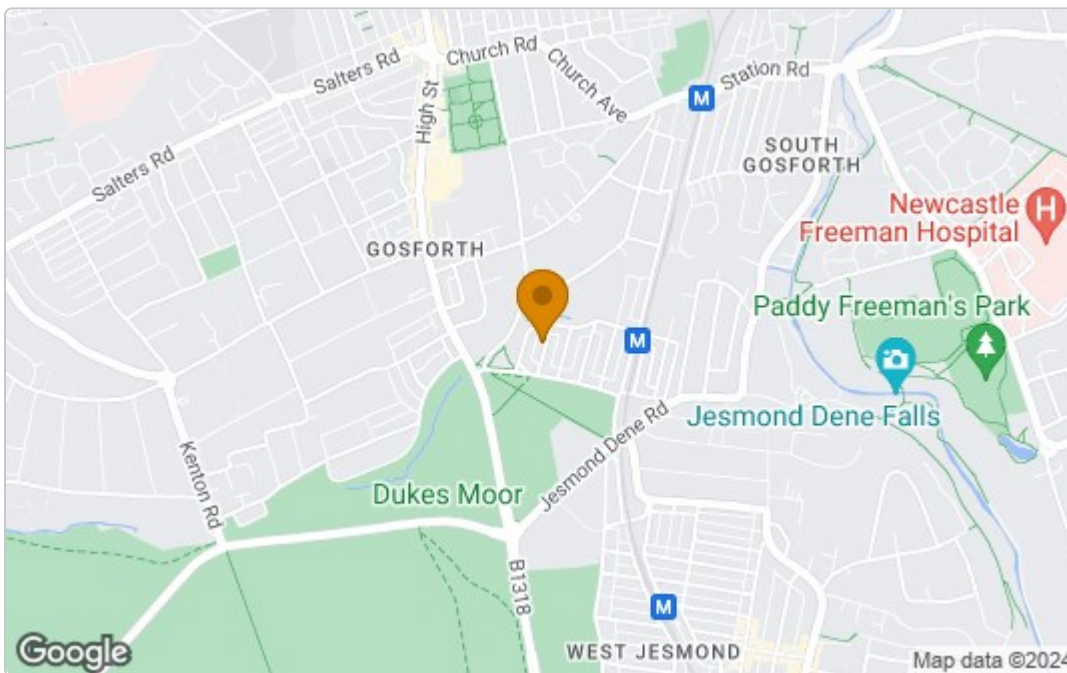 Church Rd
Salters Rd
Church Ave
Station Rd
M
High St
SOUTH
GOSFORTH
Salters Rd
Newcastle
Freeman Hospital
H
GOSFORTH
Paddy Freeman's Park
M
Jesmond Dene Falls
Jesmond Dene Rd
Kenton Rd
Dukes Moor
B1318
M
WEST JESMOND
Google
Map data ©2024